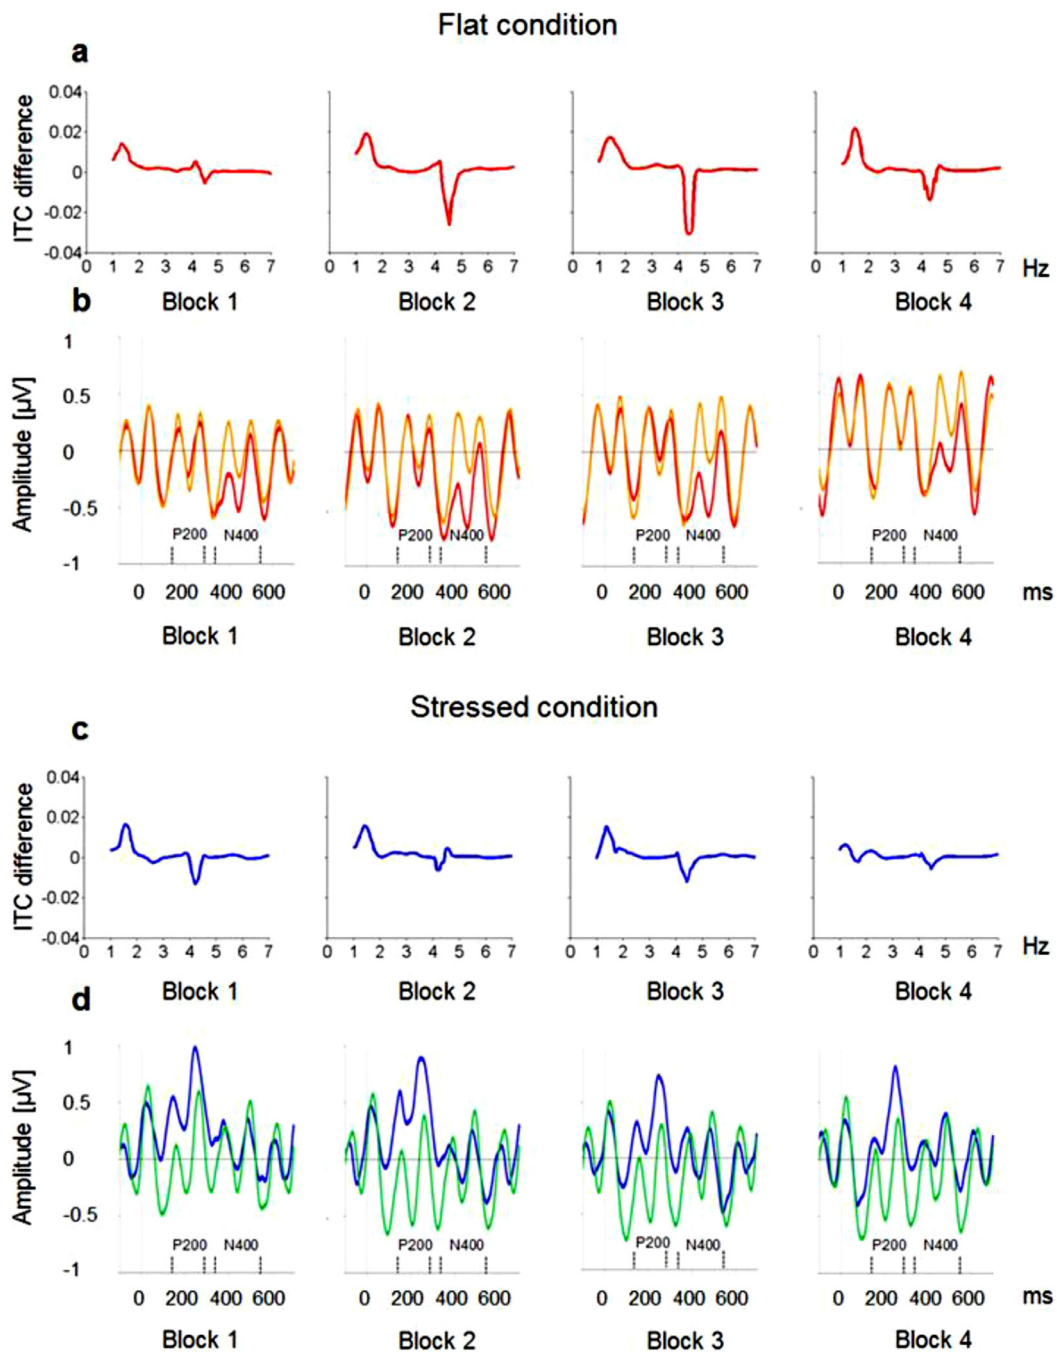 Flat condition
a
ITC difference
0.04
0.02
0
-0.02
-0.04
0 1 2 3 4 5 6 7 0 1 2 3 4 5 6 7 0 1 2 3 4 5 6 7 0 1 2 3 4 5 6 7 Hz
Block 1 Block 2 Block 3 Block 4
b
Amplitude [µV]
1
0.5
0
-0.5
-1
P200 N400 P200 N400 P200 N400 P200 N400
0 200 400 600 0 200 400 600 0 200 400 600 0 200 400 600 ms
Block 1 Block 2 Block 3 Block 4
Stressed condition
c
ITC difference
0.04
0.02
0
-0.02
-0.04
0 1 2 3 4 5 6 7 0 1 2 3 4 5 6 7 0 1 2 3 4 5 6 7 0 1 2 3 4 5 6 7 Hz
Block 1 Block 2 Block 3 Block 4
d
Amplitude [µV]
1
0.5
0
-0.5
-1
P200 N400 P200 N400 P200 N400 P200 N400
0 200 400 600 0 200 400 600 0 200 400 600 0 200 400 600 ms
Block 1 Block 2 Block 3 Block 4